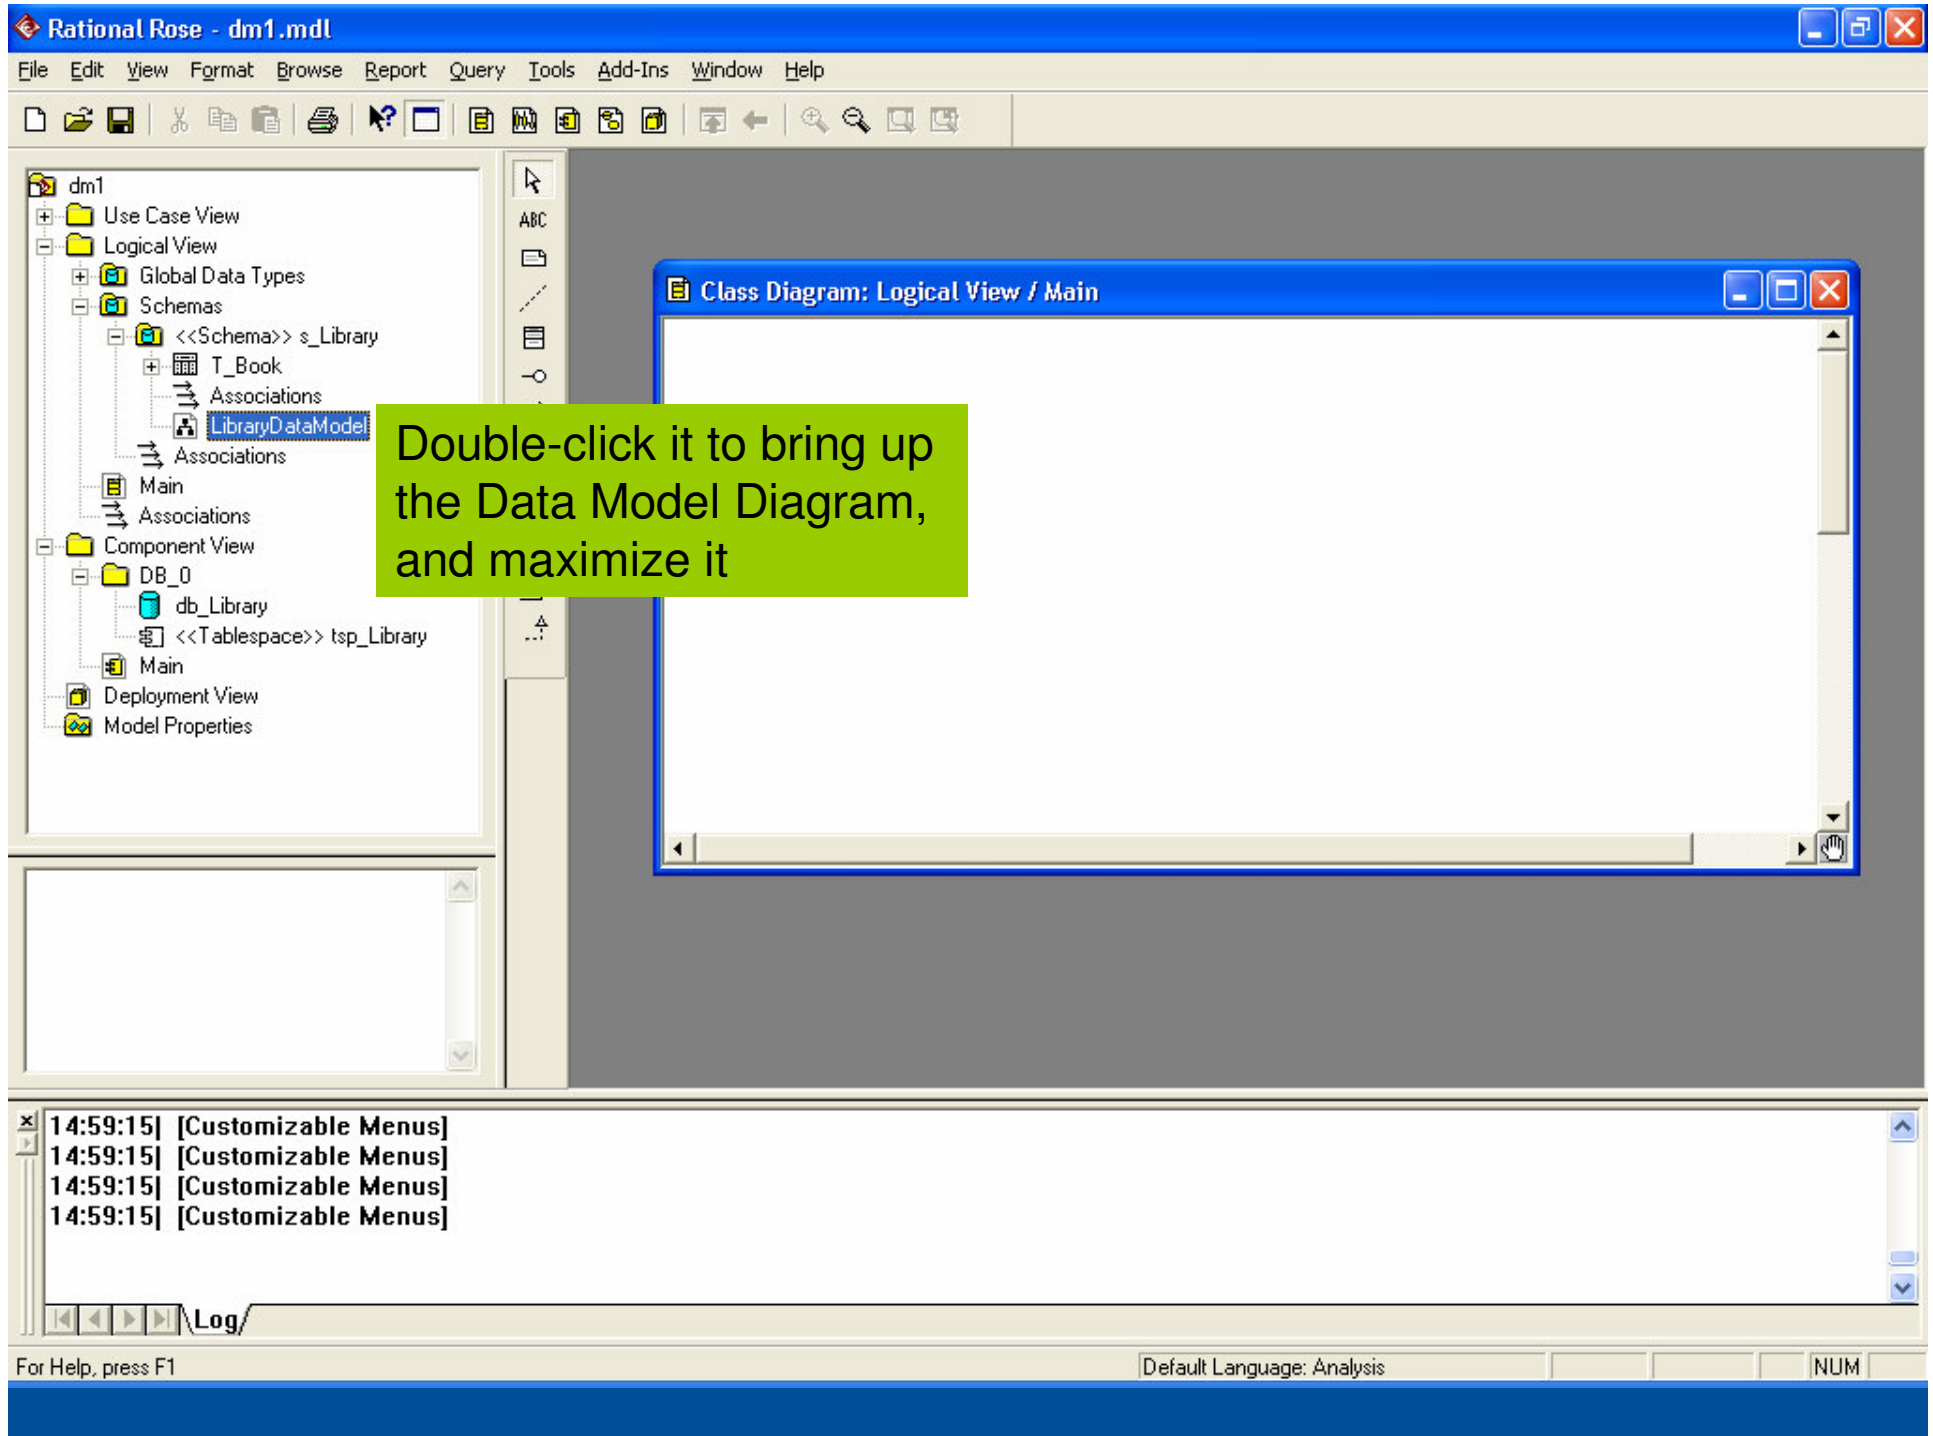 Rational Rose - dm1.mdl
File Edit View Format Browse Report Query Tools Add-Ins Window Help
dm1
Use Case View
Logical View
Global Data Types
Schemas
<<Schema>> s_Library
T_Book
Associations
LibraryDataModel
Associations
Main
Associations
Component View
DB_0
db_Library
<<Tablespace>> tsp_Library
Main
Deployment View
Model Properties
ABC
Class Diagram: Logical View / Main
Double-click it to bring up
the Data Model Diagram,
and maximize it
14:59:15| [Customizable Menus]
14:59:15| [Customizable Menus]
14:59:15| [Customizable Menus]
14:59:15| [Customizable Menus]
Log
For Help, press F1
Default Language: Analysis
NUM